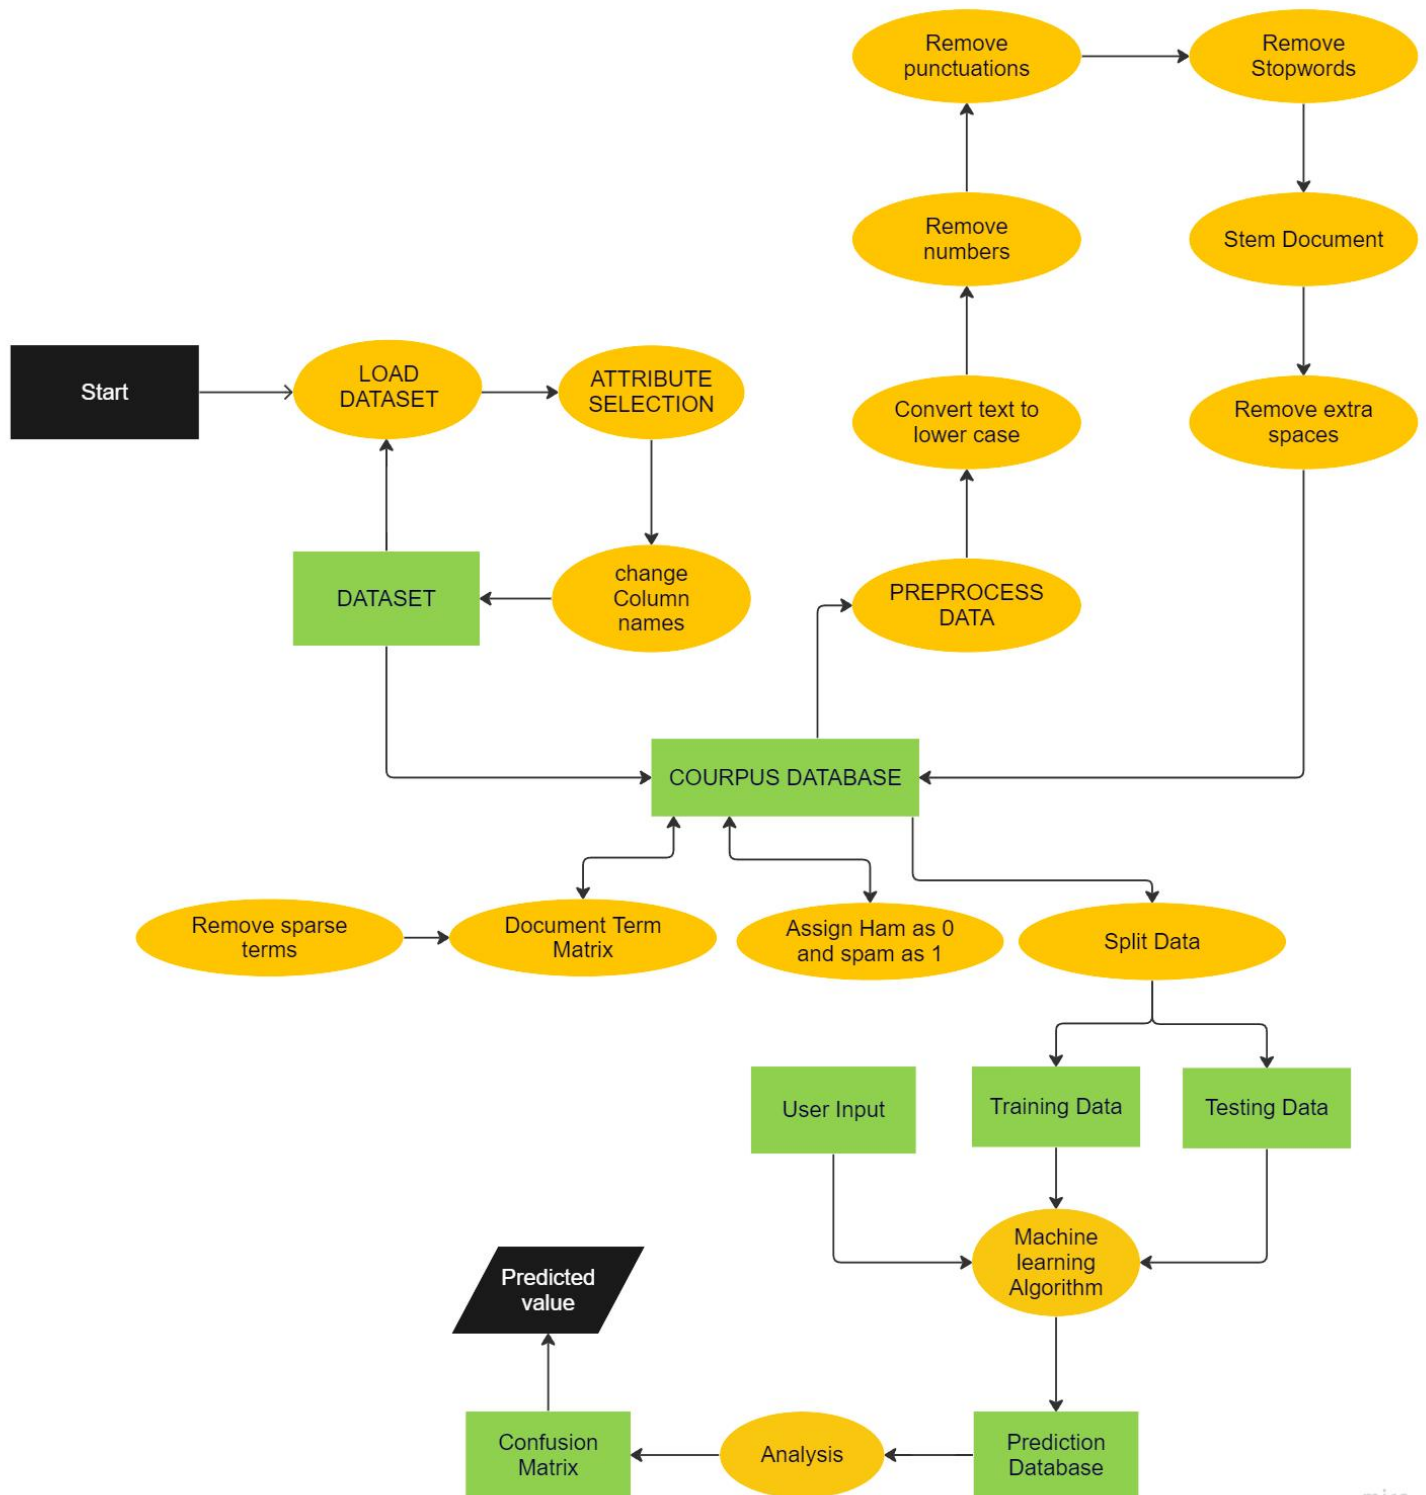 Remove
punctuations
Remove
Stopwords
Remove
numbers
Stem Document
Start
LOAD
DATASET
ATTRIBUTE
SELECTION
Convert text to
lower case
Remove extra
spaces
DATASET
change
Column
names
PREPROCESS
DATA
COURPUS DATABASE
Remove sparse
terms
Document Term
Matrix
Assign Ham as 0
and spam as 1
Split Data
User Input
Training Data
Testing Data
Machine
learning
Algorithm
Predicted
value
Confusion
Matrix
Analysis
Prediction
Database